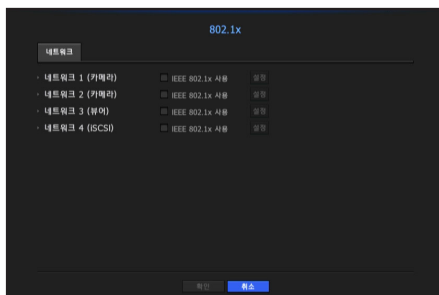 802.1x
네트워크
네트워크 1 (카메라) IEEE 802.1x 사용 설정
네트워크 2 (카메라) IEEE 802.1x 사용 설정
네트워크 3 (뷰어) IEEE 802.1x 사용 설정
네트워크 4 (iSCSI) IEEE 802.1x 사용 설정
확인 취소